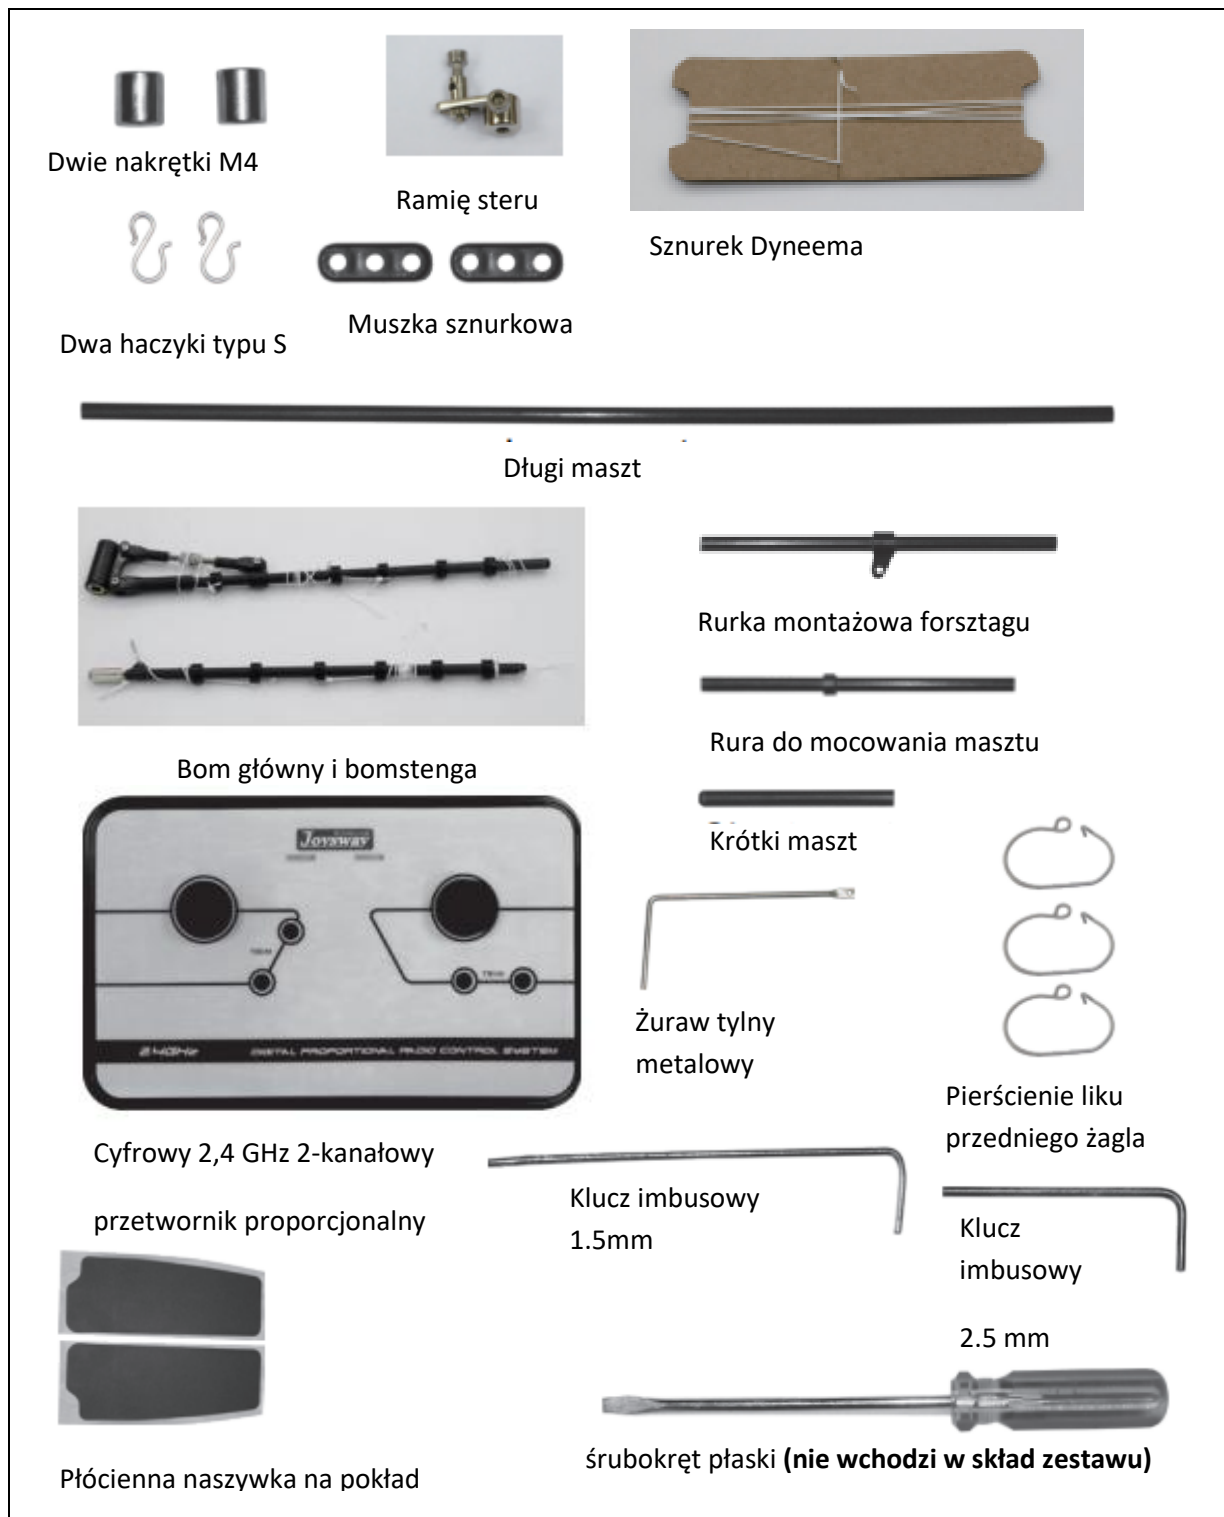 Dwie nakrętki M4
Ramię steru
Sznurek Dyneema
Dwa haczyki typu S
Muszka sznurkowa
Długi maszt
Rurka montażowa forsztagu
Rura do mocowania masztu
Bom główny i bomstenga
Krótki maszt
Joysway
Żuraw tylny
metalowy
Pierścienie liku
przedniego żagla
2.4GHz DIGITAL PROPORTIONAL RADIO CONTROL SYSTEM
Cyfrowy 2,4 GHz 2-kanałowy
przetwornik proporcjonalny
Klucz imbusowy
1.5mm
Klucz
imbusowy
2.5 mm
Płócienna naszywka na pokład
śrubokręt płaski (nie wchodzi w skład zestawu)